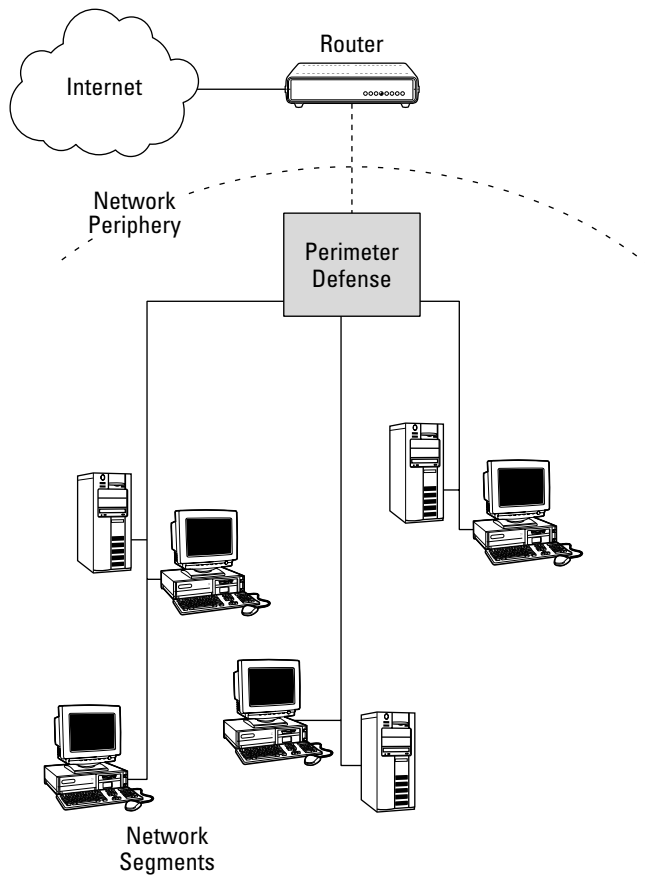 Router
Internet
Network
Periphery
Perimeter
Defense
Network
Segments